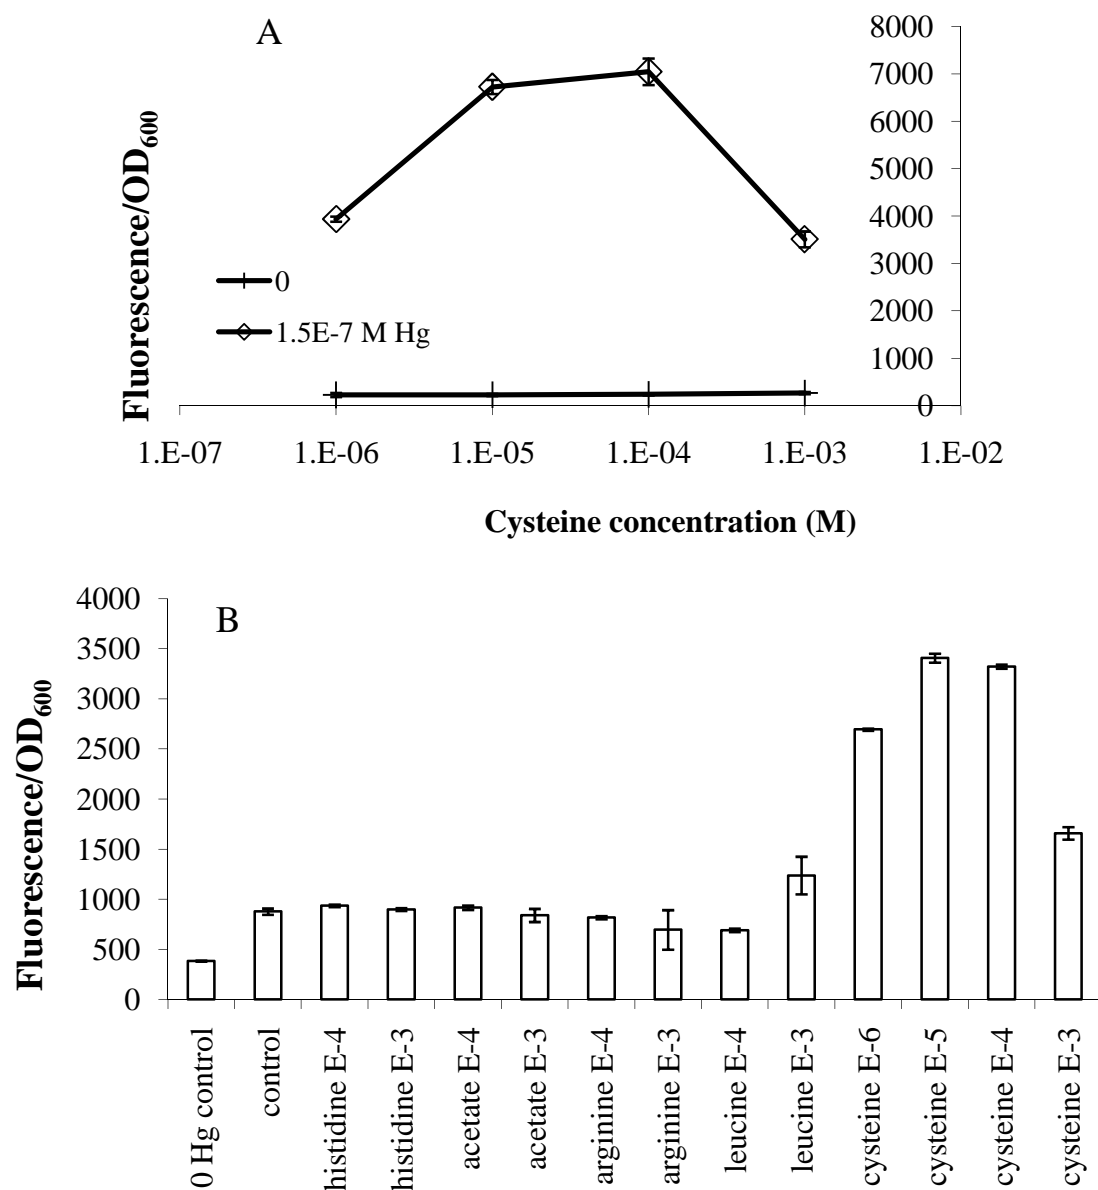 A
8000
7000
6000
5000
4000
3000
2000
1000
0
Fluorescence/OD600
0
1.5E-7 M Hg
1.E-07 1.E-06 1.E-05 1.E-04 1.E-03 1.E-02
Cysteine concentration (M)
B
4000
3500
3000
2500
2000
1500
1000
500
0
Fluorescence/OD600
0 Hg control
control
histidine E-4
histidine E-3
acetate E-4
acetate E-3
arginine E-4
arginine E-3
leucine E-4
leucine E-3
cysteine E-6
cysteine E-5
cysteine E-4
cysteine E-3